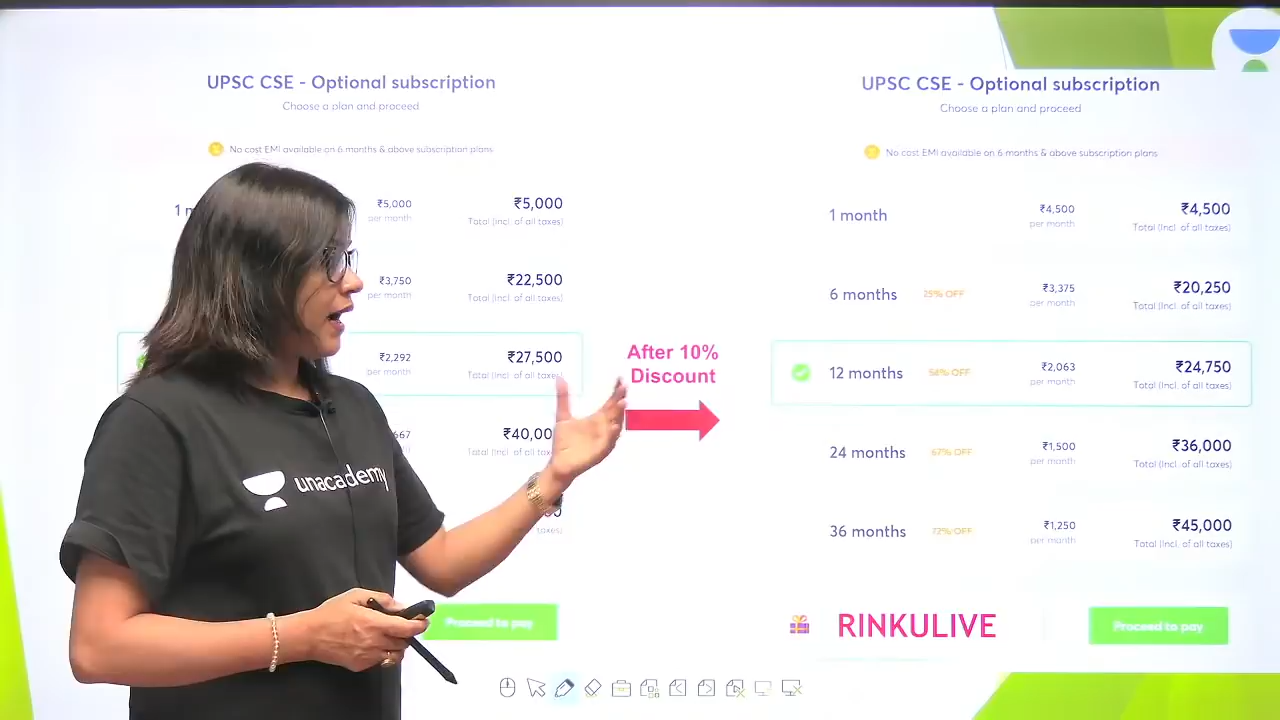 UPSC CSE - Optional subscription
Choose a plan and proceed
No cost EMI available on 6 months & above subscription plans
₹5,000
per month
₹5,000
Total (Incl. of all taxes)
₹3,750
per month
₹22,500
Total (Incl. of all taxes)
₹2,292
per month
₹27,500
Total (Incl. of all taxes)
₹40,00
Proceed to pay
After 10%
Discount
UPSC CSE - Optional subscription
Choose a plan and proceed
No cost EMI available on 6 months & above subscription plans
1 month
₹4,500
per month
₹4,500
Total (Incl. of all taxes)
6 months
25% OFF
₹3,375
per month
₹20,250
Total (Incl. of all taxes)
12 months
58% OFF
₹2,063
per month
₹24,750
Total (Incl. of all taxes)
24 months
67% OFF
₹1,500
per month
₹36,000
Total (Incl. of all taxes)
36 months
72% OFF
₹1,250
per month
₹45,000
Total (Incl. of all taxes)
RINKULIVE
Proceed to pay
unacademy